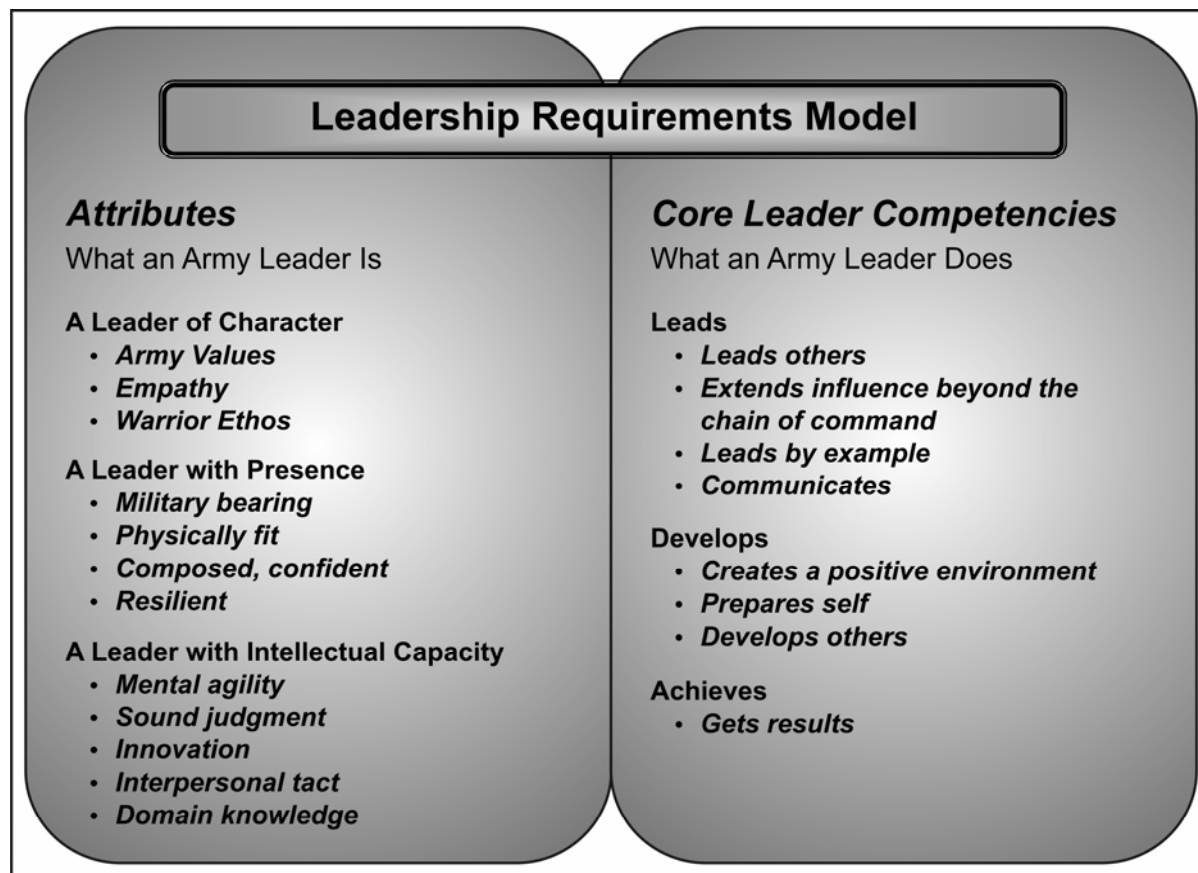 Leadership Requirements Model
Attributes
What an Army Leader Is
A Leader of Character
• Army Values
• Empathy
• Warrior Ethos
A Leader with Presence
• Military bearing
• Physically fit
• Composed, confident
• Resilient
A Leader with Intellectual Capacity
• Mental agility
• Sound judgment
• Innovation
• Interpersonal tact
• Domain knowledge
Core Leader Competencies
What an Army Leader Does
Leads
• Leads others
• Extends influence beyond the
chain of command
• Leads by example
• Communicates
Develops
• Creates a positive environment
• Prepares self
• Develops others
Achieves
• Gets results